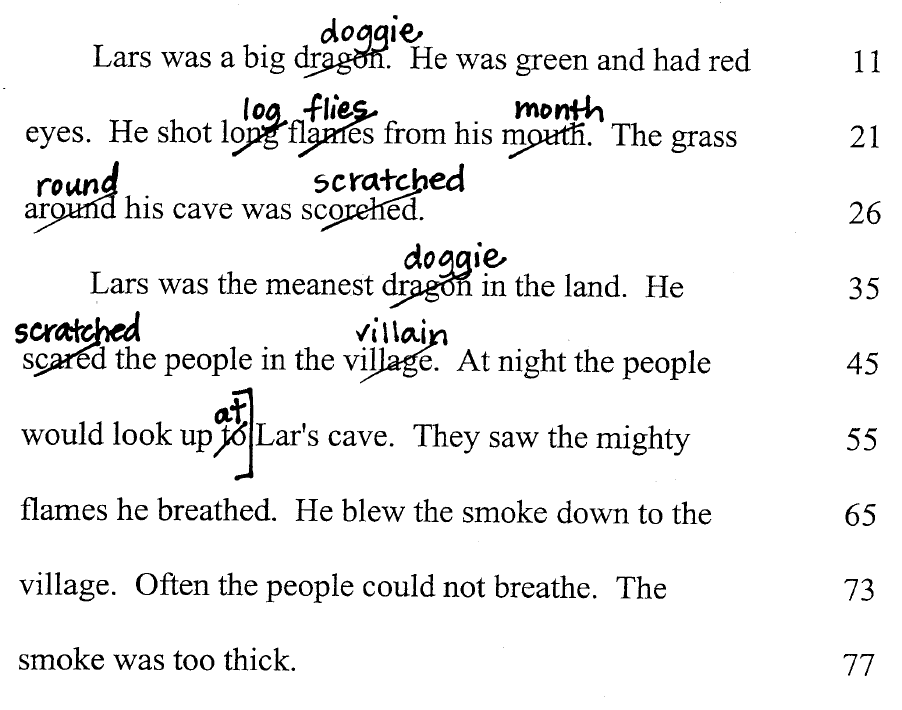 doggie
Lars was a big dragon. He was green and had red 11
log flies month
eyes. He shot long flames from his mouth. The grass 21
round scratched
around his cave was scorched. 26
doggie
Lars was the meanest dragon in the land. He 35
scratched villain
scared the people in the village. At night the people 45
at
would look up to] Lar's cave. They saw the mighty 55
flames he breathed. He blew the smoke down to the 65
village. Often the people could not breathe. The 73
smoke was too thick. 77